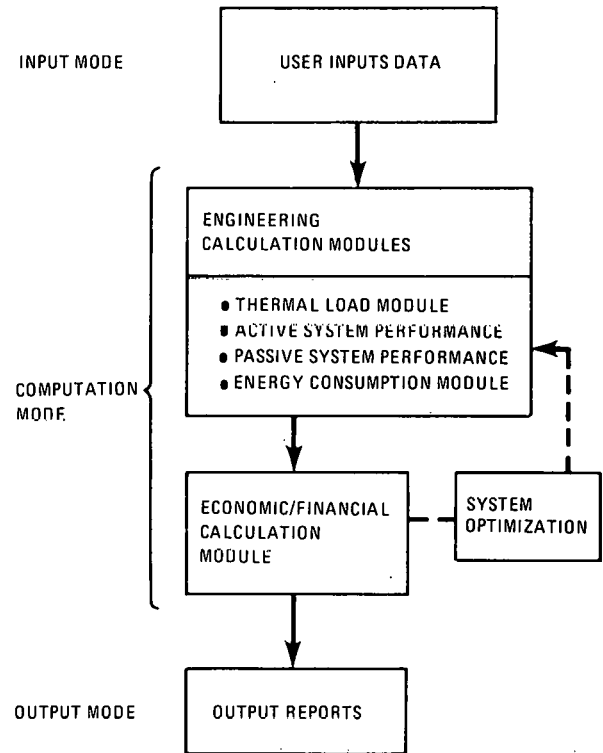 INPUT MODE
USER INPUTS DATA
ENGINEERING
CALCULATION MODULES
• THERMAL LOAD MODULE
• ACTIVE SYSTEM PERFORMANCE
• PASSIVE SYSTEM PERFORMANCE
• ENERGY CONSUMPTION MODULE
COMPUTATION
MODE
ECONOMIC/FINANCIAL
CALCULATION
MODULE
SYSTEM
OPTIMIZATION
OUTPUT MODE
OUTPUT REPORTS